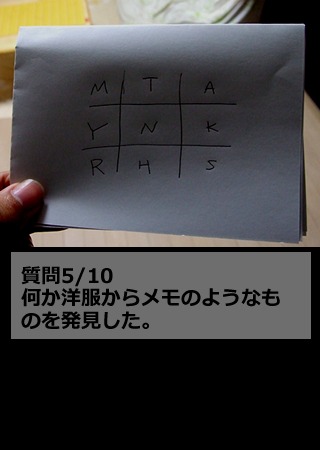 M T A
Y N K
R H S
質問5/10
何か洋服からメモのようなも
のを発見した。